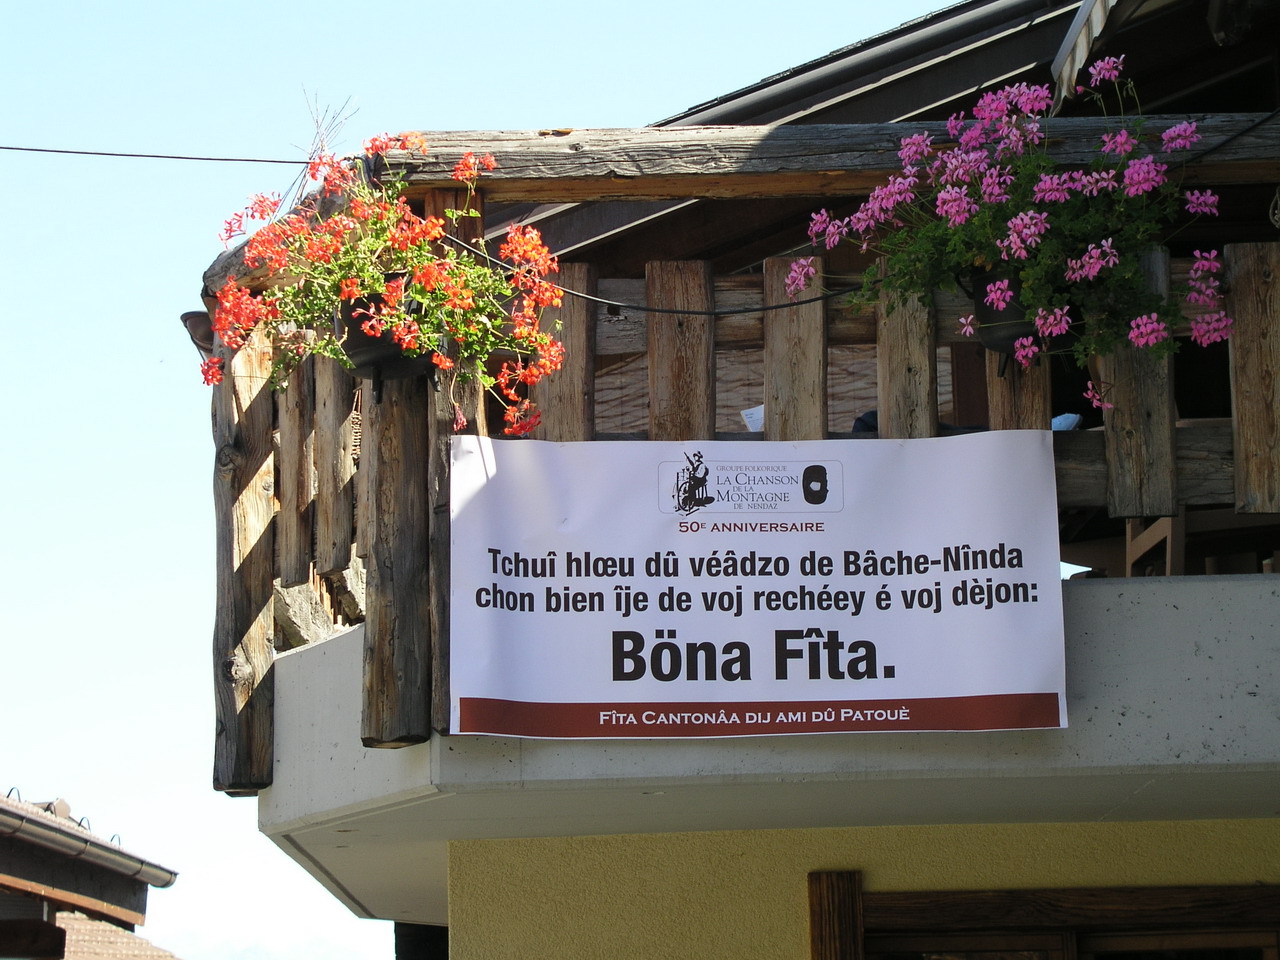 GROUPE FOLKORIQUE
LA CHANSON
DE LA
MONTAGNE
DE NENDAZ
50E ANNIVERSAIRE
Tchuî hlœu dû véâdzo de Bâche-Nînda
chon bien îje de voj rechéey é voj dèjon:
Böna Fîta.
FÎTA CANTONÂA DIJ AMI DÛ PATOUÈ